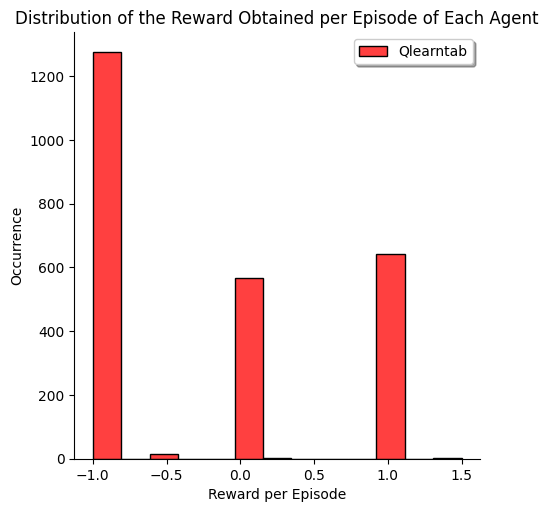 Distribution of the Reward Obtained per Episode of Each Agent
Qlearntab
1200
1000
800
600
400
200
0
Occurrence
−1.0 −0.5 0.0 0.5 1.0 1.5
Reward per Episode